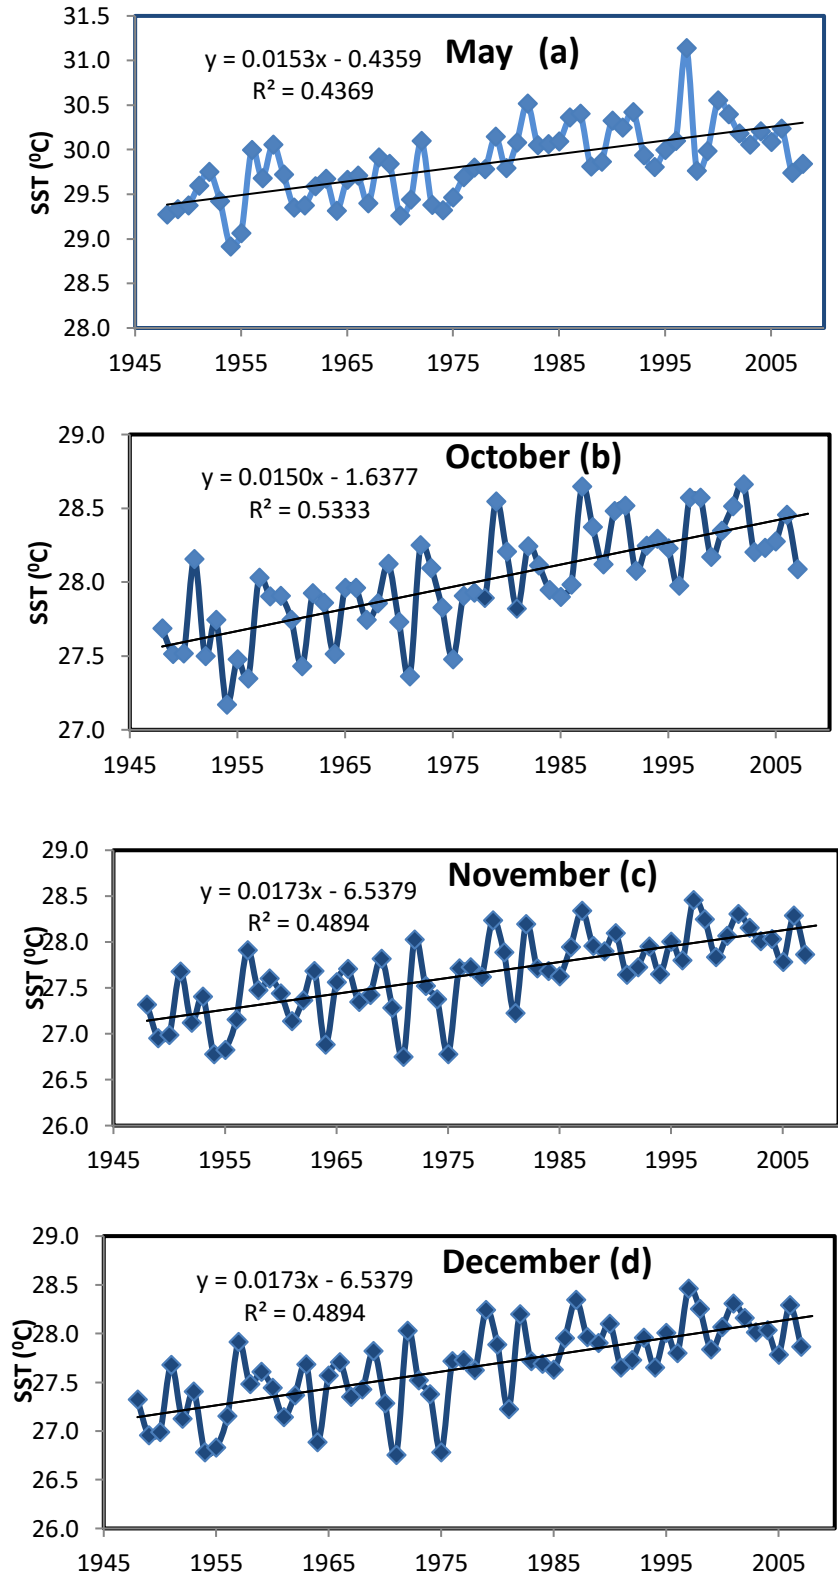 May (a)
y = 0.0153x - 0.4359
R² = 0.4369
SST (⁰C)
31.5
31.0
30.5
30.0
29.5
29.0
28.5
28.0
1945 1955 1965 1975 1985 1995 2005
October (b)
y = 0.0150x - 1.6377
R² = 0.5333
SST (⁰C)
29.0
28.5
28.0
27.5
27.0
1945 1955 1965 1975 1985 1995 2005
November (c)
y = 0.0173x - 6.5379
R² = 0.4894
SST (⁰C)
29.0
28.5
28.0
27.5
27.0
26.5
26.0
1945 1955 1965 1975 1985 1995 2005
December (d)
y = 0.0173x - 6.5379
R² = 0.4894
SST (⁰C)
29.0
28.5
28.0
27.5
27.0
26.5
26.0
1945 1955 1965 1975 1985 1995 2005